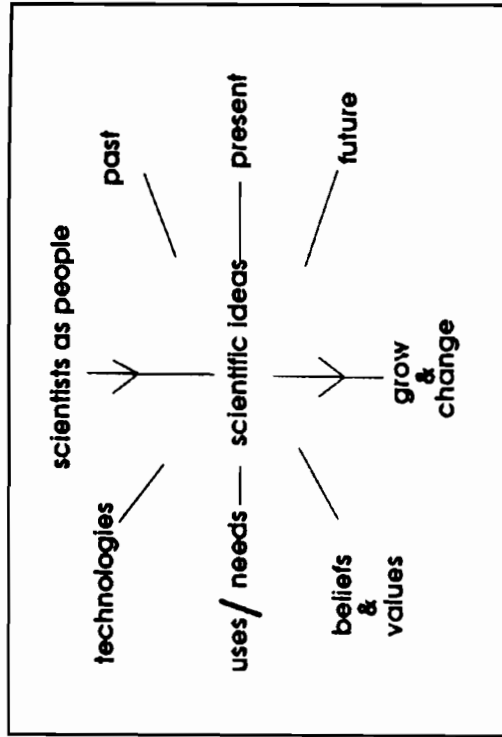 scientists as people
technologies
past
uses/needs
scientific ideas
present
beliefs
&
values
grow
&
change
future